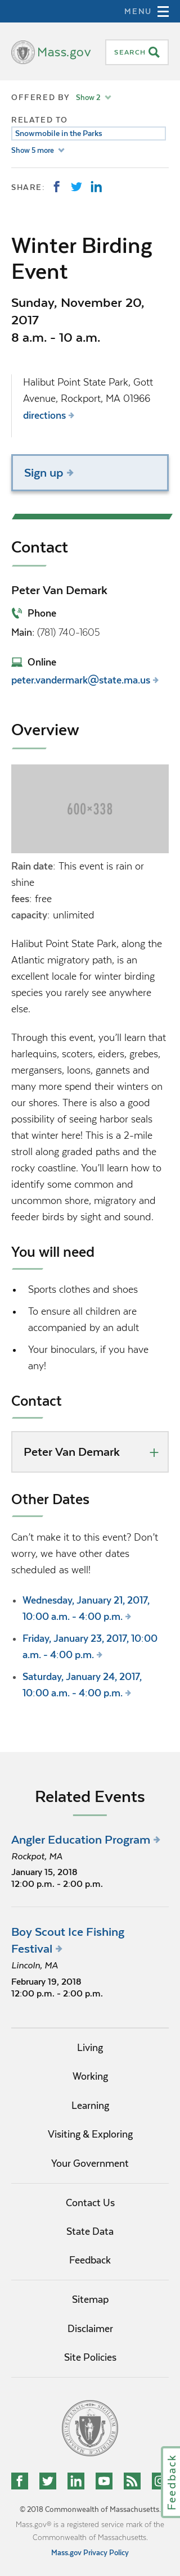 MENU
Mass.gov
SEARCH
OFFERED BY Show 2
RELATED TO
Snowmobile in the Parks
Show 5 more
SHARE:
Winter Birding
Event
Sunday, November 20,
2017
8 a.m. - 10 a.m.
Halibut Point State Park, Gott
Avenue, Rockport, MA 01966
directions
Sign up
Contact
Peter Van Demark
Phone
Main: (781) 740-1605
Online
peter.vandermark@state.ma.us
Overview
600×338
Rain date: This event is rain or
shine
fees: free
capacity: unlimited
Halibut Point State Park, along the
Atlantic migratory path, is an
excellent locale for winter birding
species you rarely see anywhere
else.
Through this event, you’ll learn that
harlequins, scoters, eiders, grebes,
mergansers, loons, gannets and
many more spend their winters on
our shores. There is also a good
possibility of seeing harbor seals
that winter here! This is a 2-mile
stroll along graded paths and the
rocky coastline. You’ll learn how to
identify some common and
uncommon shore, migratory and
feeder birds by sight and sound.
You will need
• Sports clothes and shoes
• To ensure all children are
accompanied by an adult
• Your binoculars, if you have
any!
Contact
Peter Van Demark +
Other Dates
Can’t make it to this event? Don’t
worry, we have other dates
scheduled as well!
• Wednesday, January 21, 2017,
10:00 a.m. - 4:00 p.m.
• Friday, January 23, 2017, 10:00
a.m. - 4:00 p.m.
• Saturday, January 24, 2017,
10:00 a.m. - 4:00 p.m.
Related Events
Angler Education Program
Rockpot, MA
January 15, 2018
12:00 p.m. - 2:00 p.m.
Boy Scout Ice Fishing
Festival
Lincoln, MA
February 19, 2018
12:00 p.m. - 2:00 p.m.
Living
Working
Learning
Visiting & Exploring
Your Government
Contact Us
State Data
Feedback
Sitemap
Disclaimer
Site Policies
Feedback
© 2018 Commonwealth of Massachusetts.
Mass.gov® is a registered service mark of the
Commonwealth of Massachusetts.
Mass.gov Privacy Policy